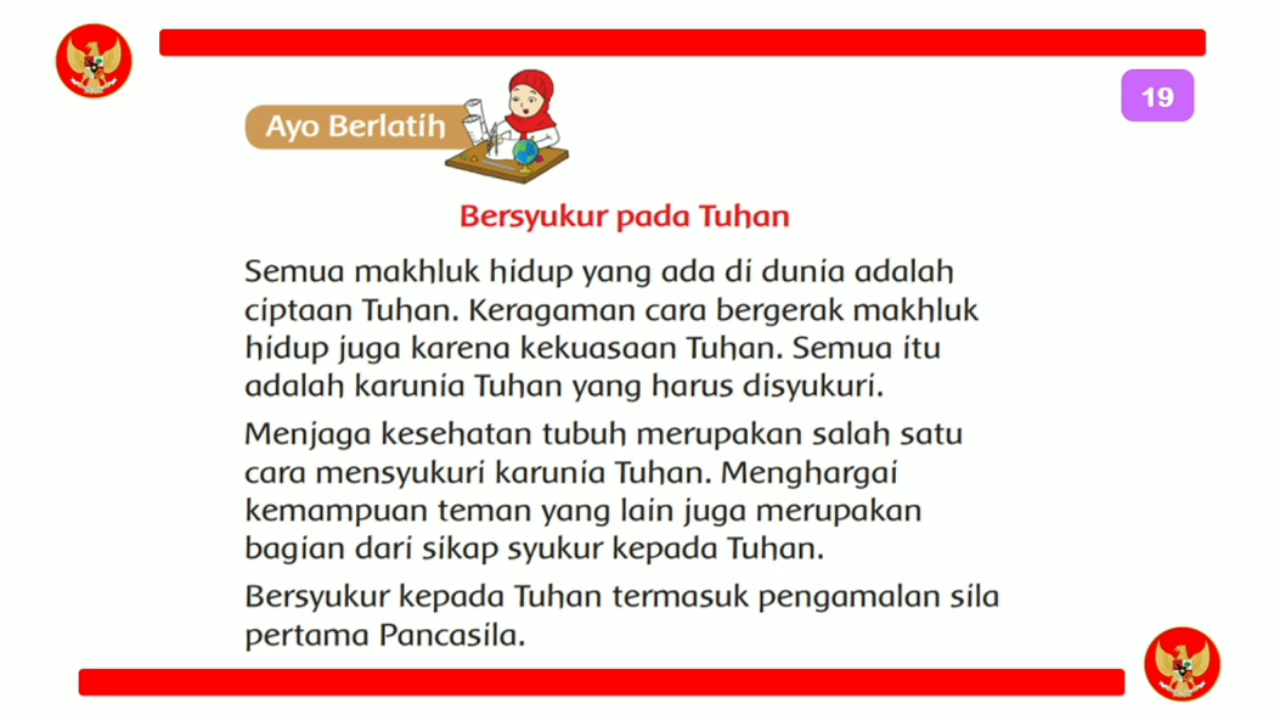 19
Ayo Berlatih
Bersyukur pada Tuhan
Semua makhluk hidup yang ada di dunia adalah
ciptaan Tuhan. Keragaman cara bergerak makhluk
hidup juga karena kekuasaan Tuhan. Semua itu
adalah karunia Tuhan yang harus disyukuri.
Menjaga kesehatan tubuh merupakan salah satu
cara mensyukuri karunia Tuhan. Menghargai
kemampuan teman yang lain juga merupakan
bagian dari sikap syukur kepada Tuhan.
Bersyukur kepada Tuhan termasuk pengamalan sila
pertama Pancasila.